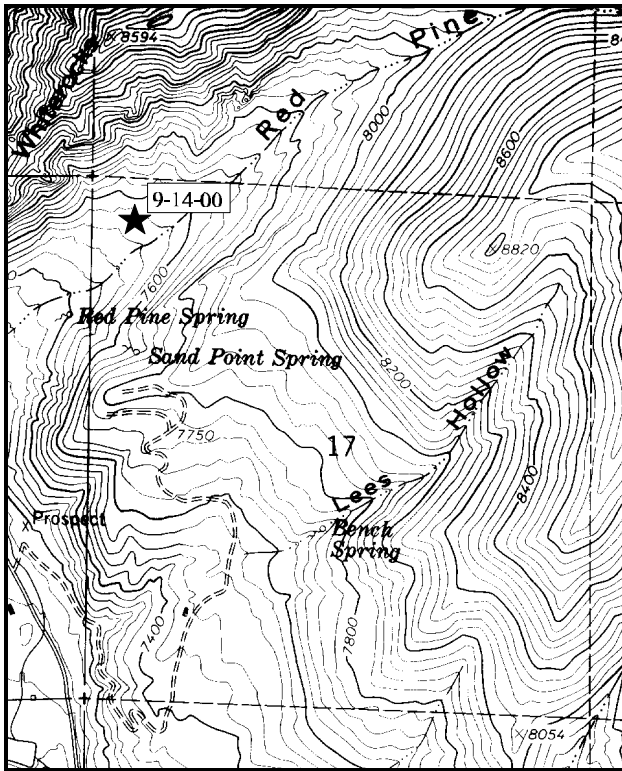 8594
Pine
Red
8000
8600
9-14-00
8820
7600
Red Pine Spring
Sand Point Spring
8200
Hollow
7750
17
8400
Lees
Prospect
Bench
Spring
7400
7800
8054